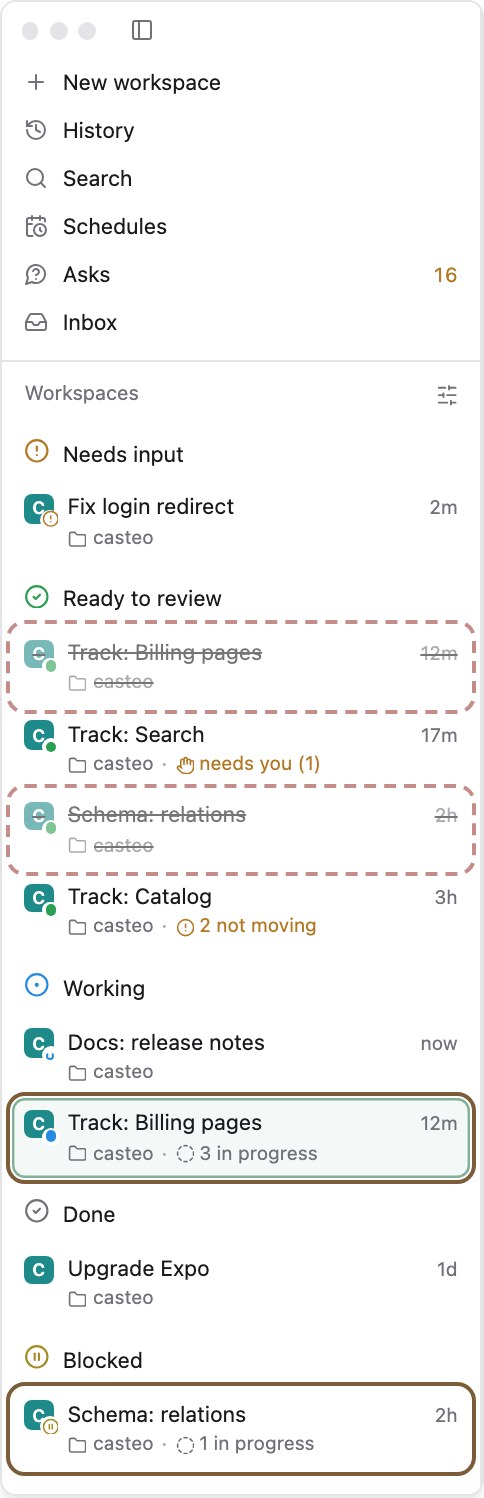 New workspace
History
Search
Schedules
Asks 16
Inbox
Workspaces
Needs input
C Fix login redirect 2m
casteo
Ready to review
C Track: Billing pages 12m
casteo
C Track: Search 17m
casteo · needs you (1)
C Schema: relations 2h
casteo
C Track: Catalog 3h
casteo · 2 not moving
Working
C Docs: release notes now
casteo
C Track: Billing pages 12m
casteo · 3 in progress
Done
C Upgrade Expo 1d
casteo
Blocked
C Schema: relations 2h
casteo · 1 in progress